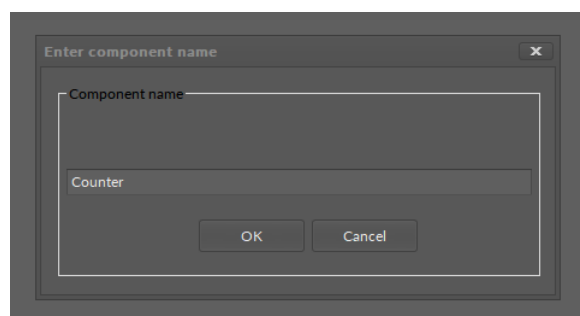 Enter component name
Component name
Counter
OK
Cancel